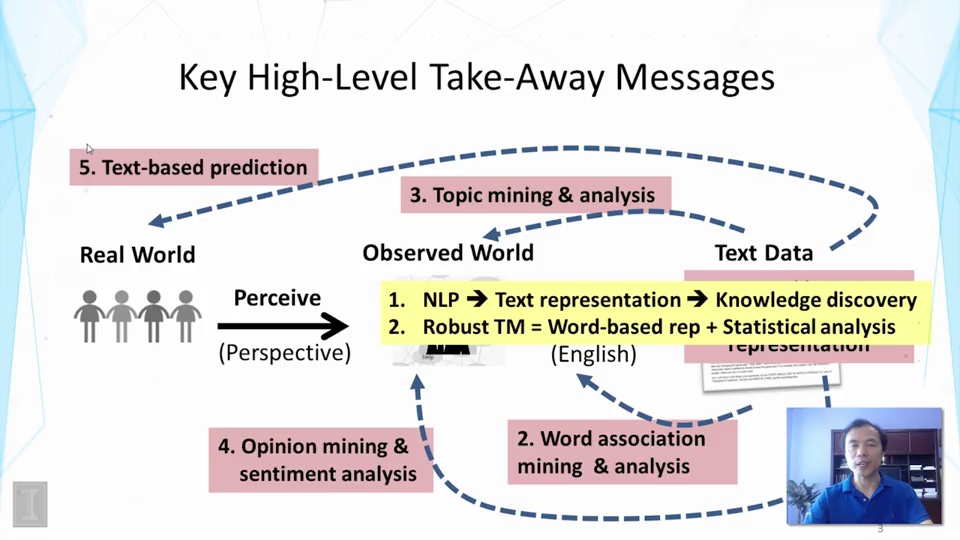 Key High-Level Take-Away Messages
5. Text-based prediction
3. Topic mining & analysis
Real World
Observed World
Text Data
Perceive
(Perspective)
1. NLP ➔ Text representation ➔ Knowledge discovery
2. Robust TM = Word-based rep + Statistical analysis
representation
(English)
4. Opinion mining &
sentiment analysis
2. Word association
mining & analysis
I
3